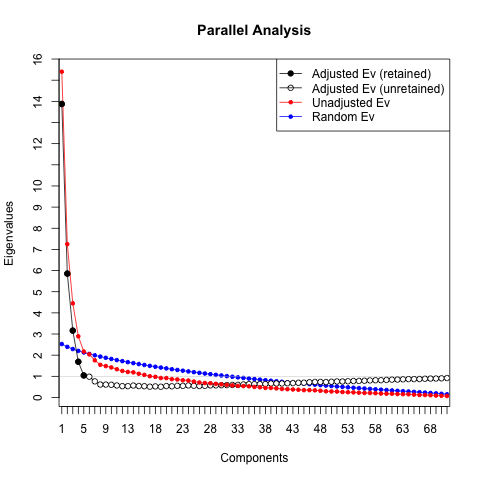 Parallel Analysis
Adjusted Ev (retained)
Adjusted Ev (unretained)
Unadjusted Ev
Random Ev
Eigenvalues
16
14
12
10
9
8
7
6
5
4
3
2
1
0
1 5 9 13 18 23 28 33 38 43 48 53 58 63 68
Components